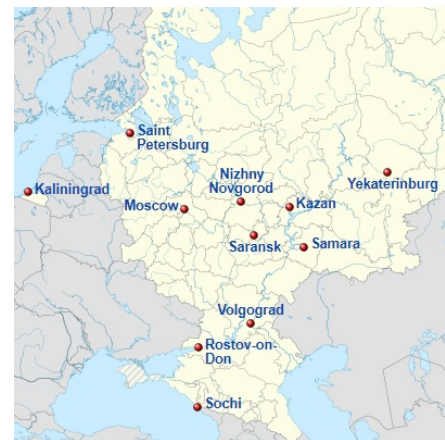 Saint
Petersburg
Kaliningrad
Moscow
Nizhny
Novgorod
Kazan
Yekaterinburg
Saransk
Samara
Volgograd
Rostov-on-
Don
Sochi